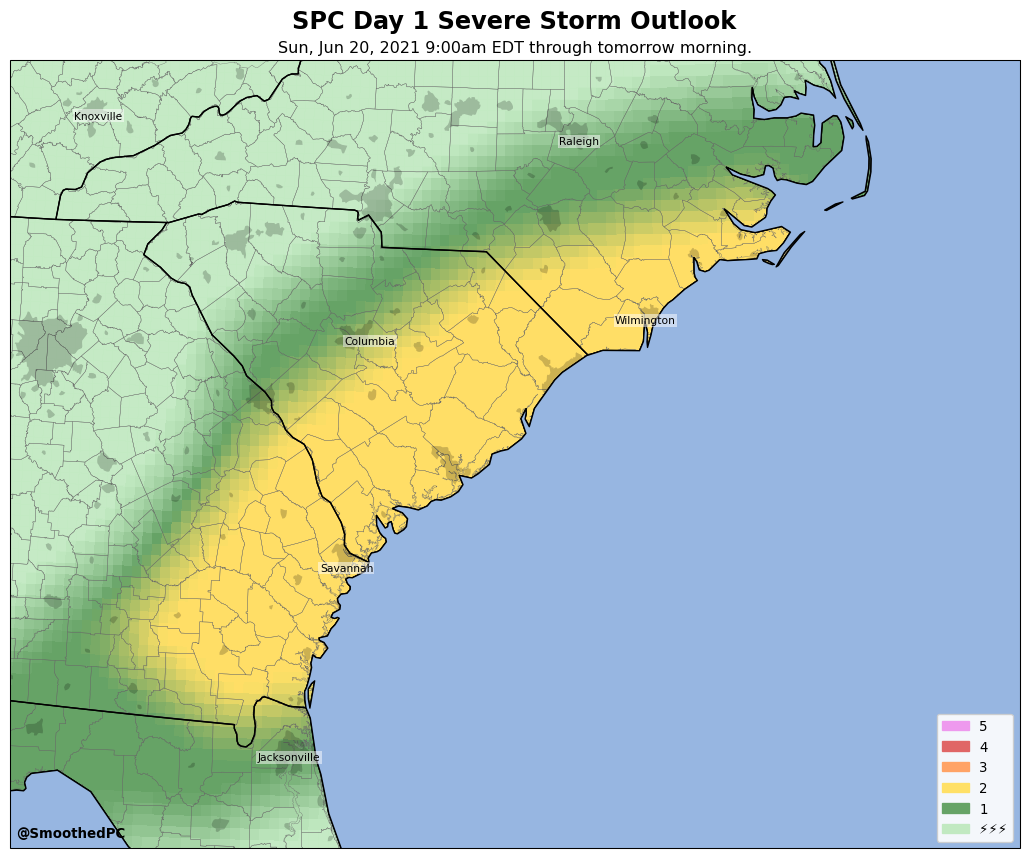 SPC Day 1 Severe Storm Outlook
Sun, Jun 20, 2021 9:00am EDT through tomorrow morning.
Knoxville
Raleigh
Wilmington
Columbia
Savannah
Jacksonville
5
4
3
2
1
⚡⚡⚡
@SmoothedPC